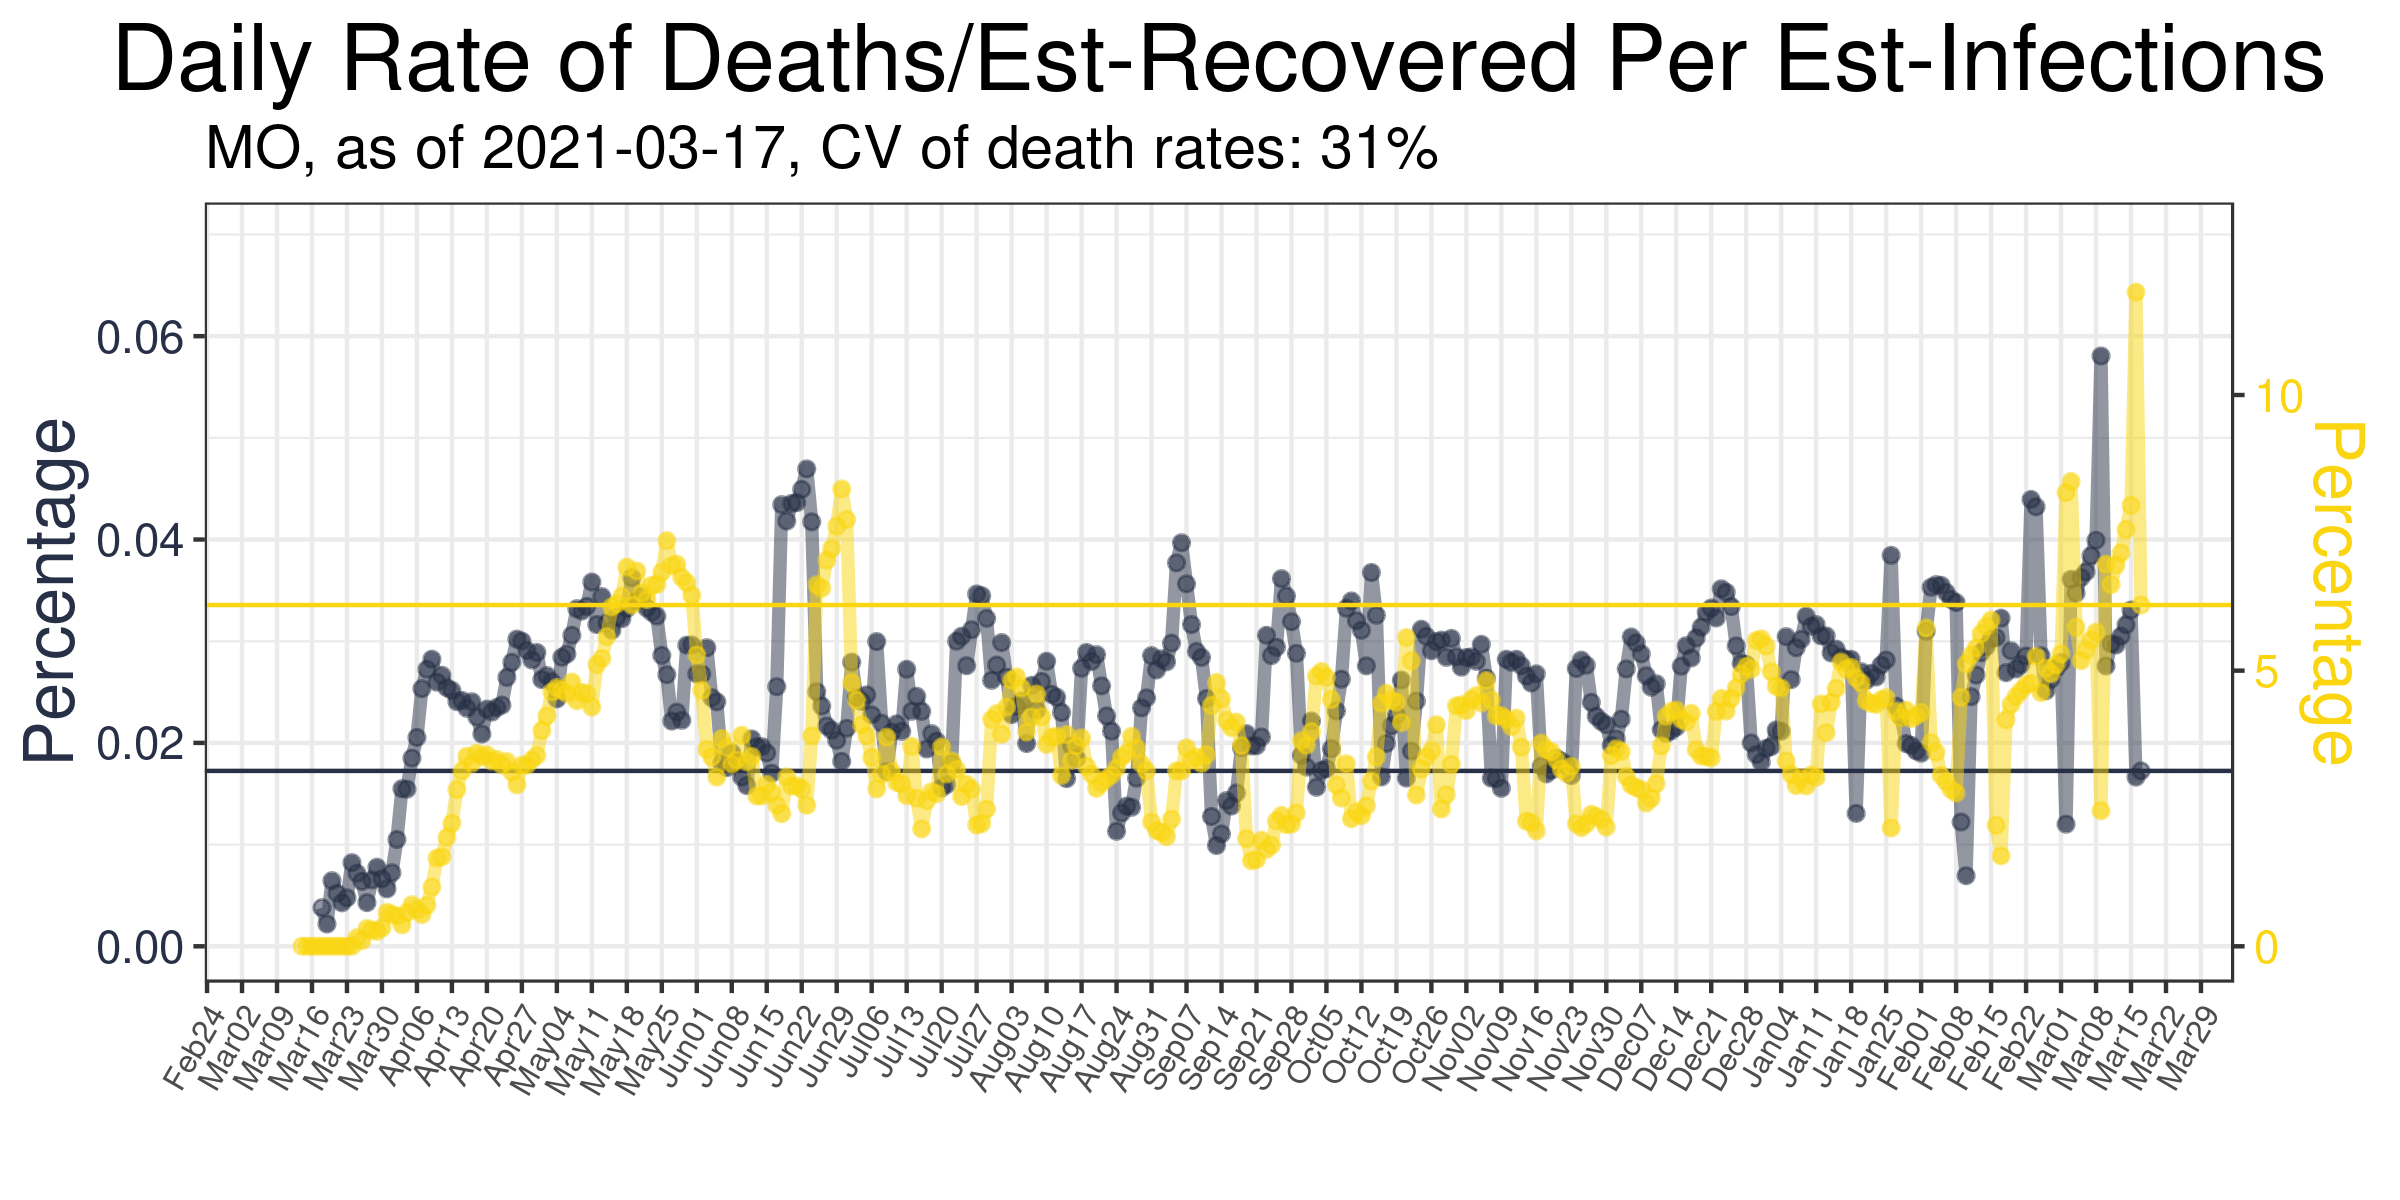 Daily Rate of Deaths/Est-Recovered Per Est-Infections
MO, as of 2021-03-17, CV of death rates: 31%
Percentage
0.06
0.04
0.02
0.00
10
5
0
Percentage
Feb24 Mar02 Mar09 Mar16 Mar23 Mar30 Apr06 Apr13 Apr20 Apr27 May04 May11 May18 May25 Jun01 Jun08 Jun15 Jun22 Jun29 Jul06 Jul13 Jul20 Jul27 Aug03 Aug10 Aug17 Aug24 Aug31 Sep07 Sep14 Sep21 Sep28 Oct05 Oct12 Oct19 Oct26 Nov02 Nov09 Nov16 Nov23 Nov30 Dec07 Dec14 Dec21 Dec28 Jan04 Jan11 Jan18 Jan25 Feb01 Feb08 Feb15 Feb22 Mar01 Mar08 Mar15 Mar22 Mar29